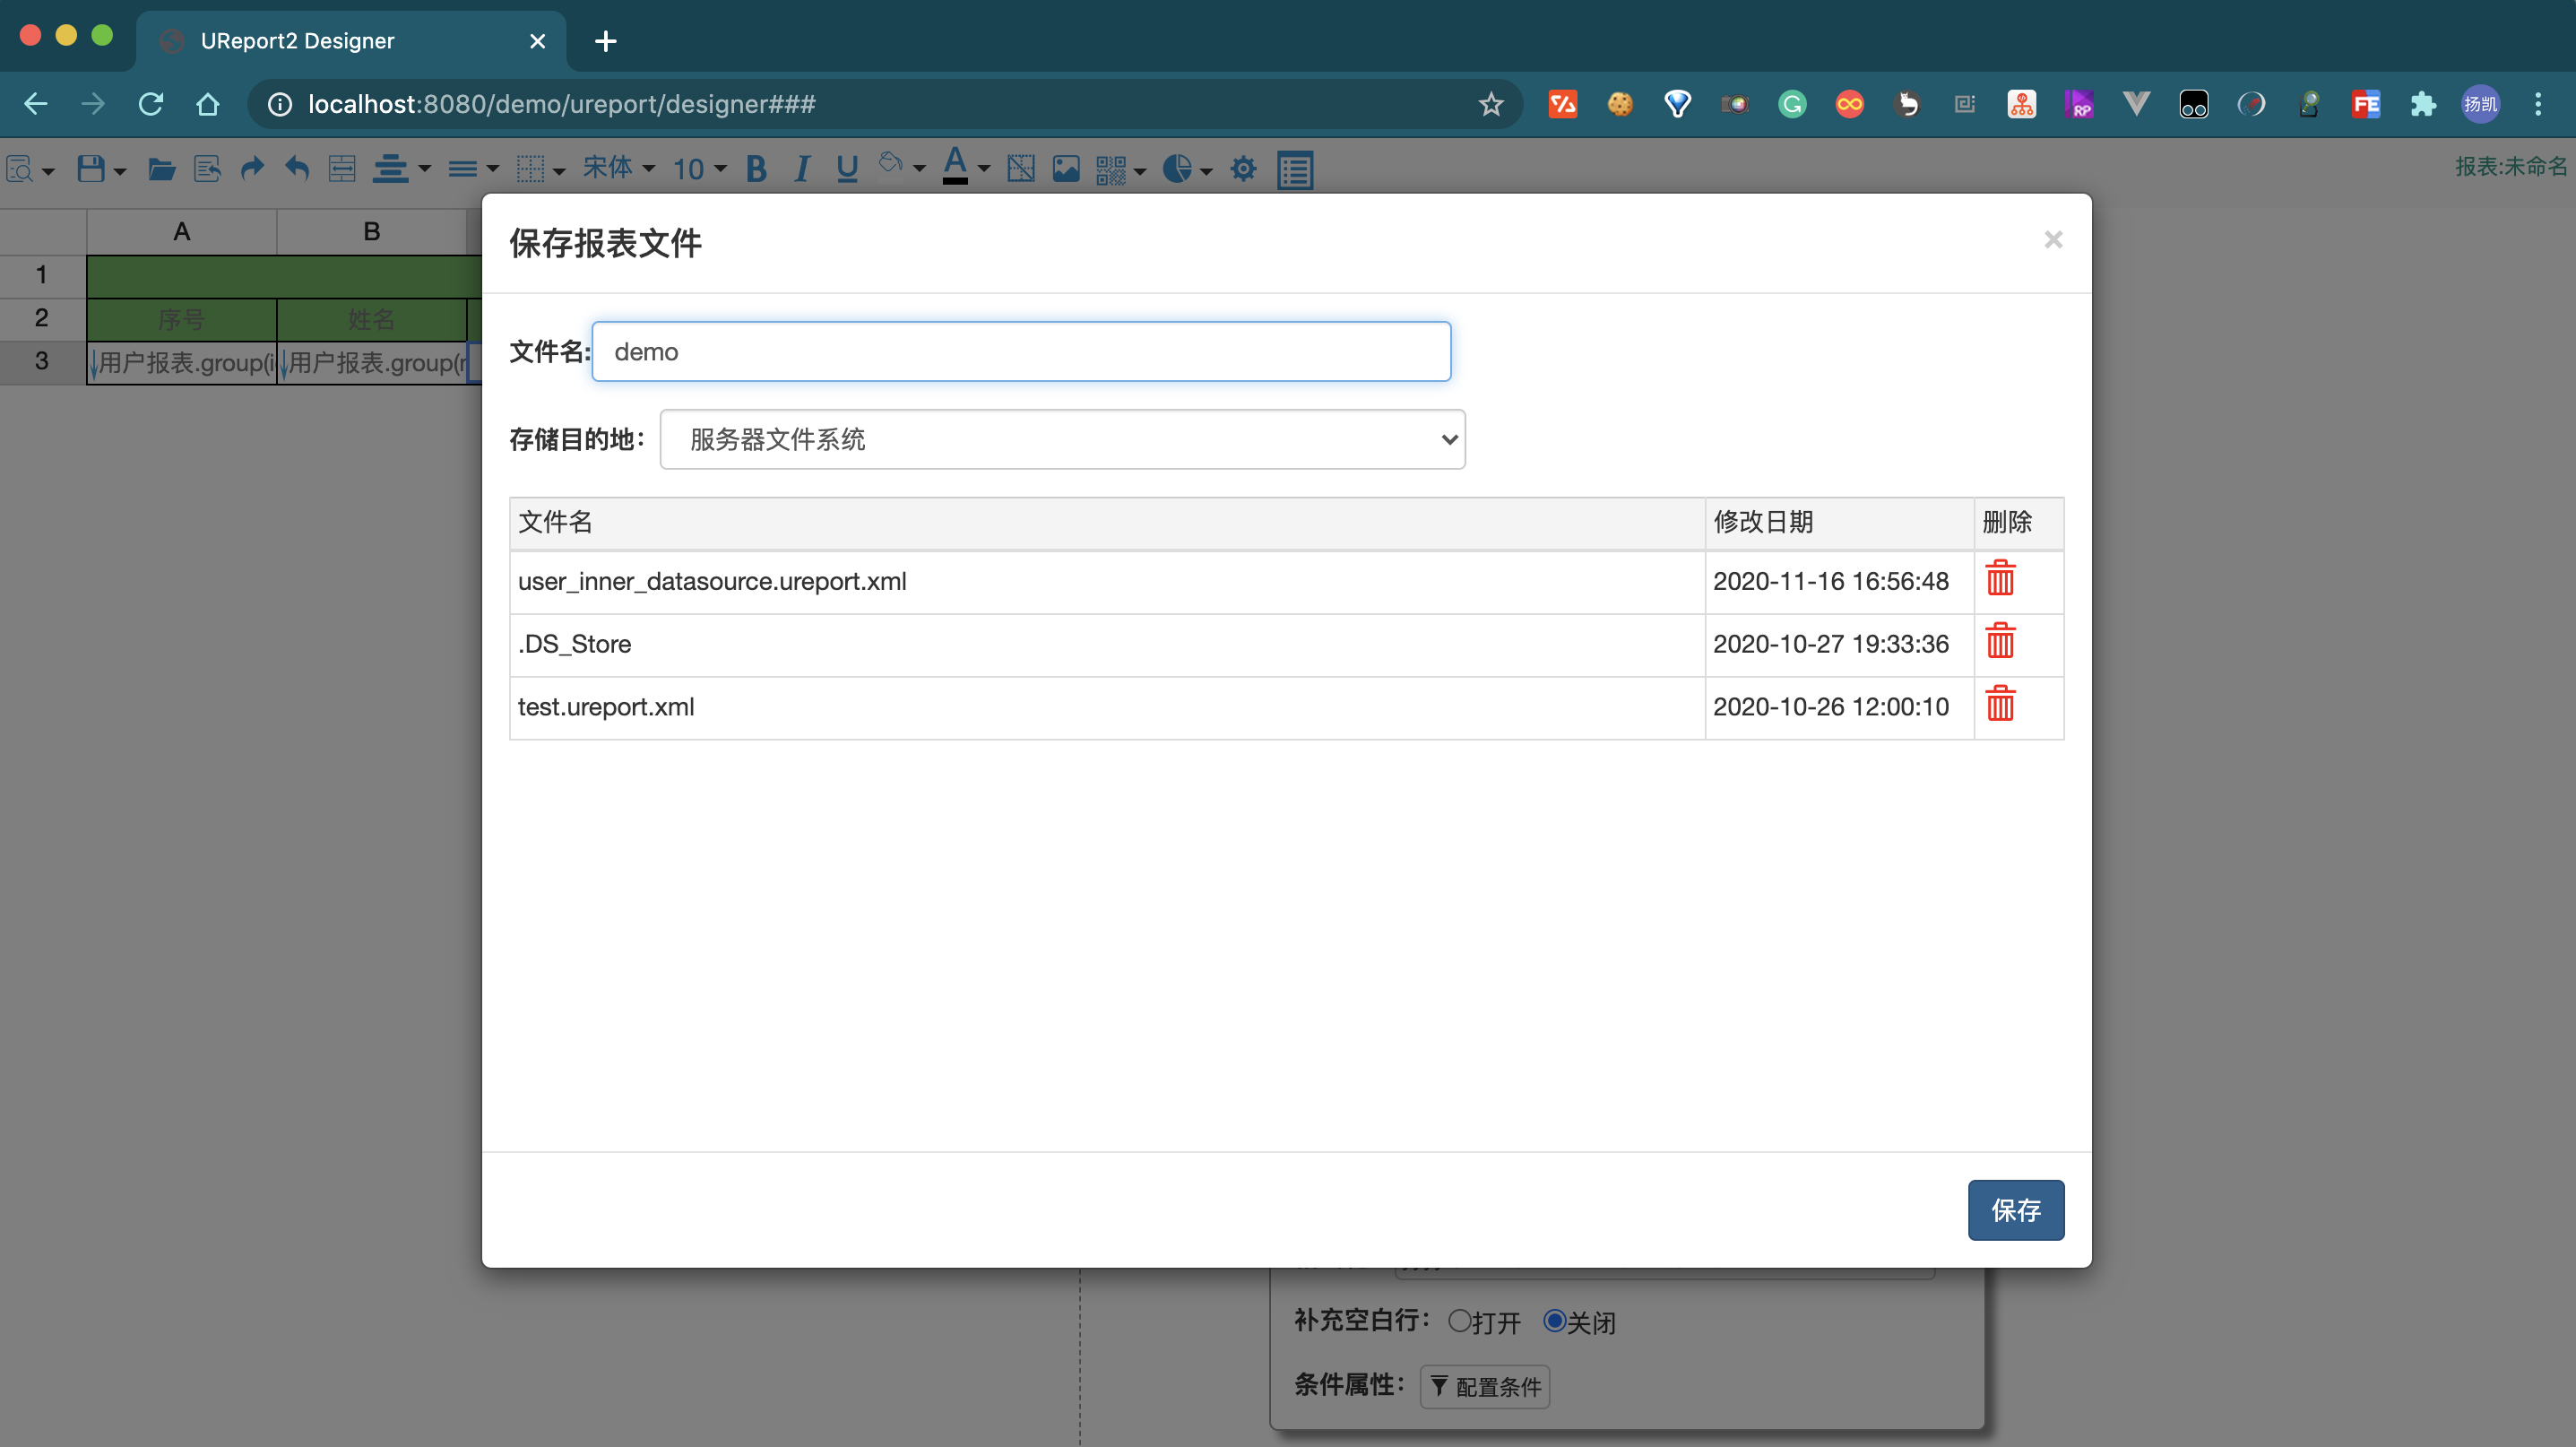 UReport2 Designer
localhost:8080/demo/ureport/designer###
扬凯
宋体 10 B I U A
报表:未命名
A B
1
2 序号 姓名
3 用户报表.group(i 用户报表.group(r
保存报表文件
×
文件名: demo
存储目的地： 服务器文件系统
文件名 修改日期 删除
user_inner_datasource.ureport.xml 2020-11-16 16:56:48
.DS_Store 2020-10-27 19:33:36
test.ureport.xml 2020-10-26 12:00:10
保存
补充空白行： 打开 关闭
条件属性： 配置条件